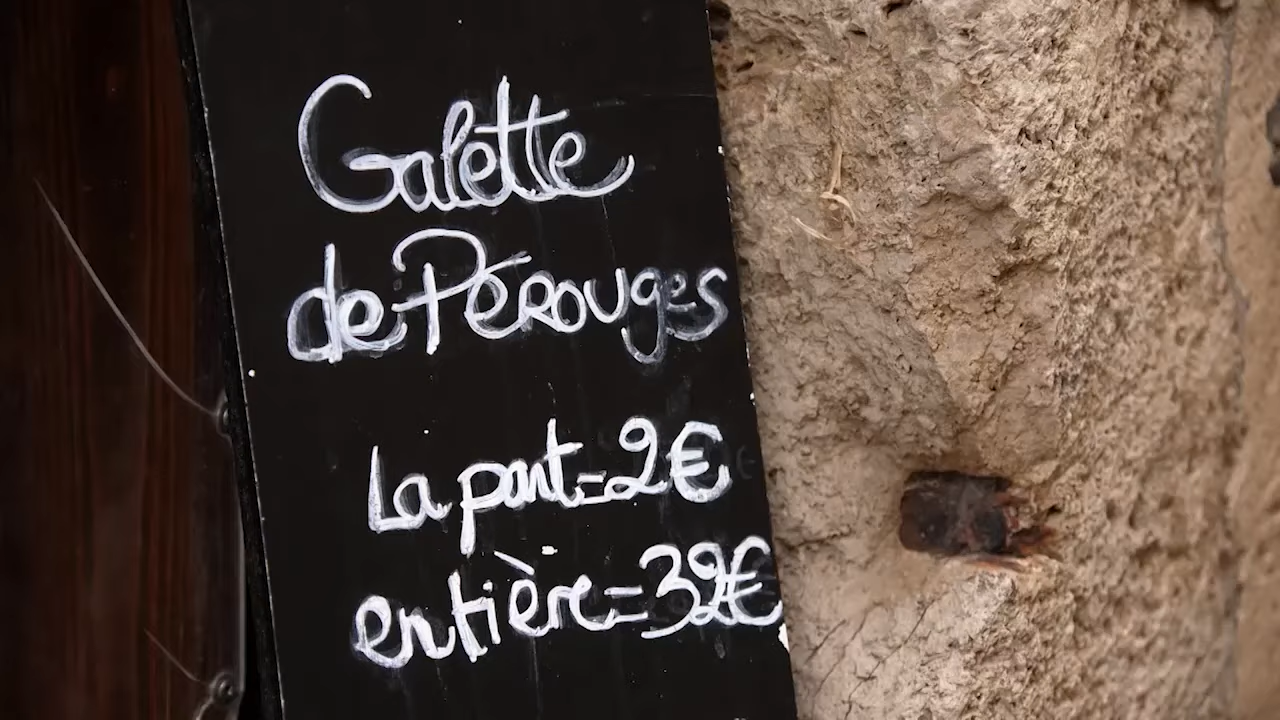 Galette
de Pérouges
La part=2€
entière=32€